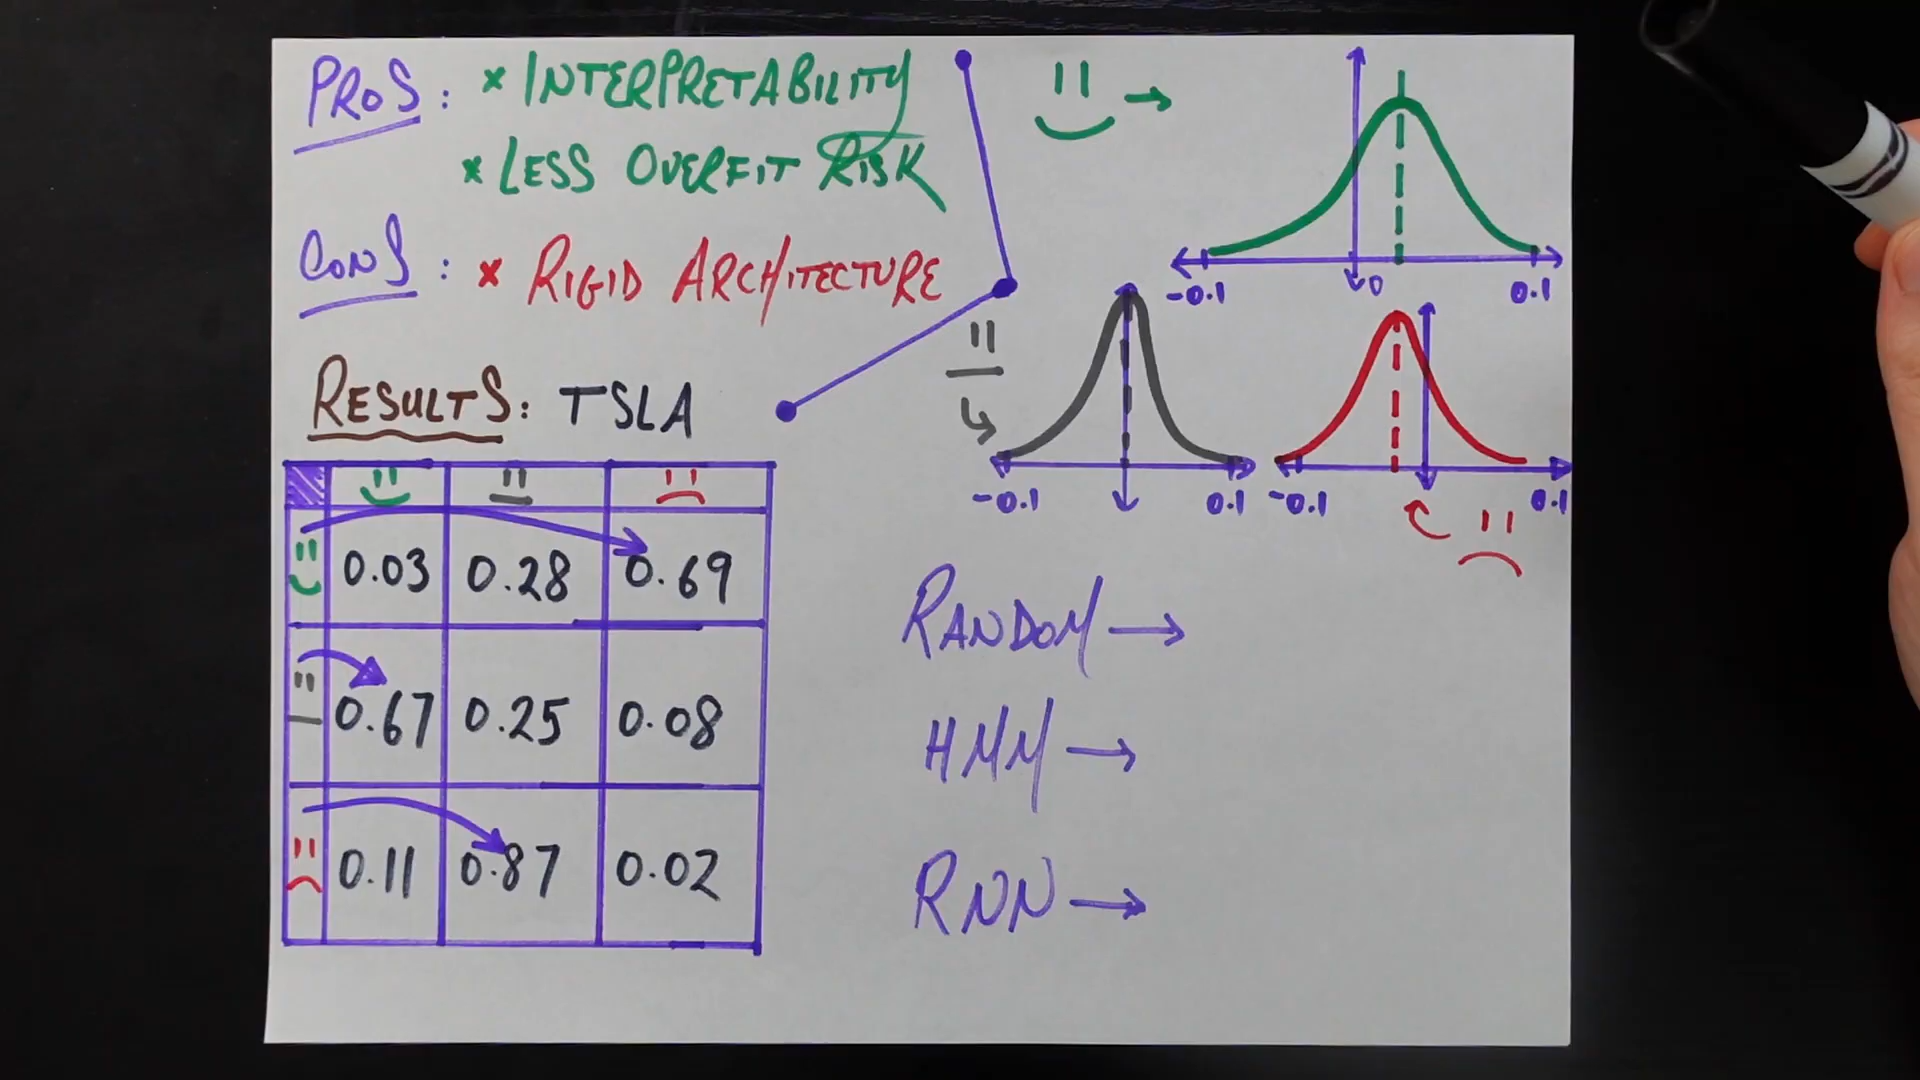 PROS: × INTERPRETABILITY
× LESS OVERFIT RISK
CONS: × RIGID ARCHITECTURE
RESULTS: TSLA
0.03 0.28 0.69
0.67 0.25 0.08
0.11 0.87 0.02
-0.1 0 0.1
-0.1 0.1
-0.1 0.1
RANDOM →
HMM →
RNN →